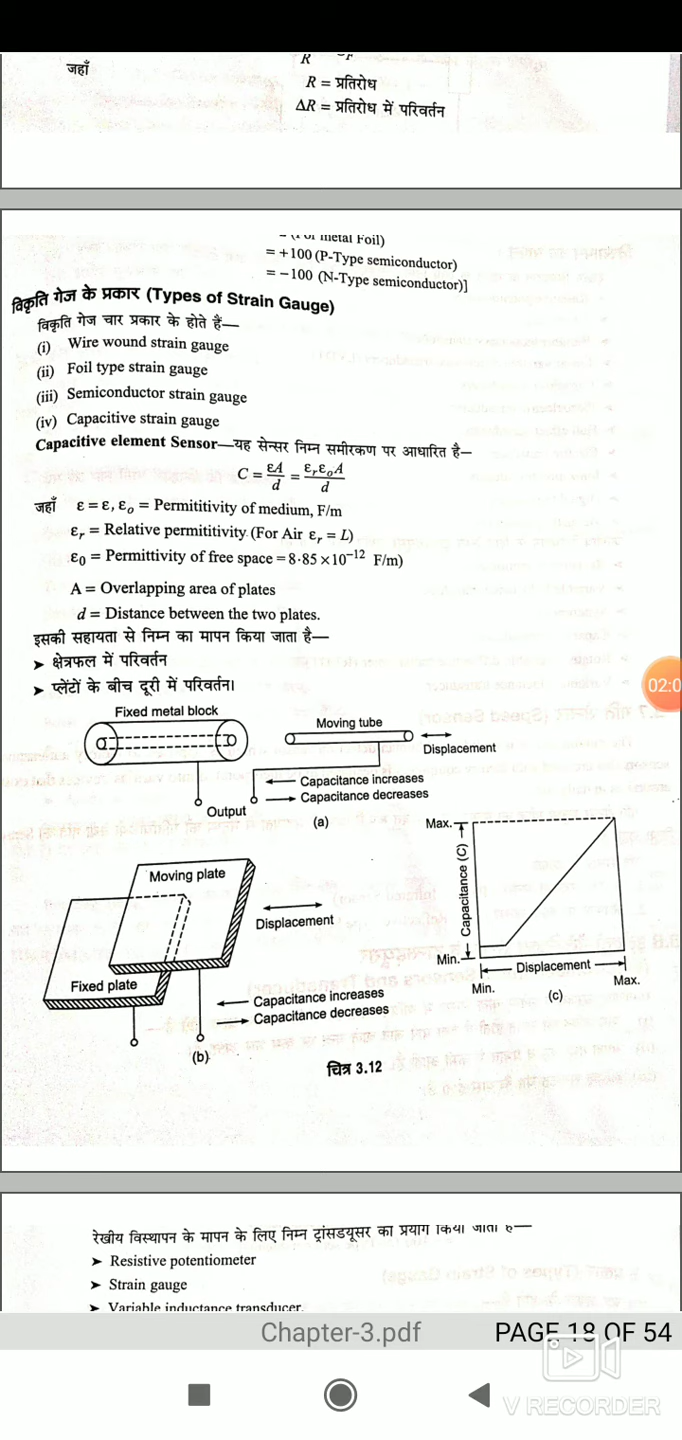 R
जहाँ
R = प्रतिरोध
ΔR = प्रतिरोध में परिवर्तन
metal Foil)
= +100 (P-Type semiconductor)
= −100 (N-Type semiconductor)]
विकृति गेज के प्रकार (Types of Strain Gauge)
विकृति गेज चार प्रकार के होते हैं—
(i) Wire wound strain gauge
(ii) Foil type strain gauge
(iii) Semiconductor strain gauge
(iv) Capacitive strain gauge
Capacitive element Sensor—यह सेन्सर निम्न समीरकण पर आधारित है—
C = εA/d = εrεoA/d
जहाँ ε = ε, εo = Permititivity of medium, F/m
εr = Relative permititivity (For Air εr = L)
ε0 = Permittivity of free space = 8·85 × 10⁻¹² F/m)
A = Overlapping area of plates
d = Distance between the two plates.
इसकी सहायता से निम्न का मापन किया जाता है—
➤ क्षेत्रफल में परिवर्तन
➤ प्लेंटों के बीच दूरी में परिवर्तन।
02:0
Fixed metal block
Moving tube
Displacement
Capacitance increases
Capacitance decreases
Output
(a)
Max.
Capacitance (C)
Min.
Displacement
Min.
Max.
(c)
Moving plate
Displacement
Fixed plate
Capacitance increases
Capacitance decreases
(b)
चित्र 3.12
रेखीय विस्थापन के मापन के लिए निम्न ट्रांसडयूसर का प्रयोग किया जाता है—
➤ Resistive potentiometer
➤ Strain gauge
➤ Variable inductance transducer.
Chapter-3.pdf
PAGE 18 OF 54
V RECORDER